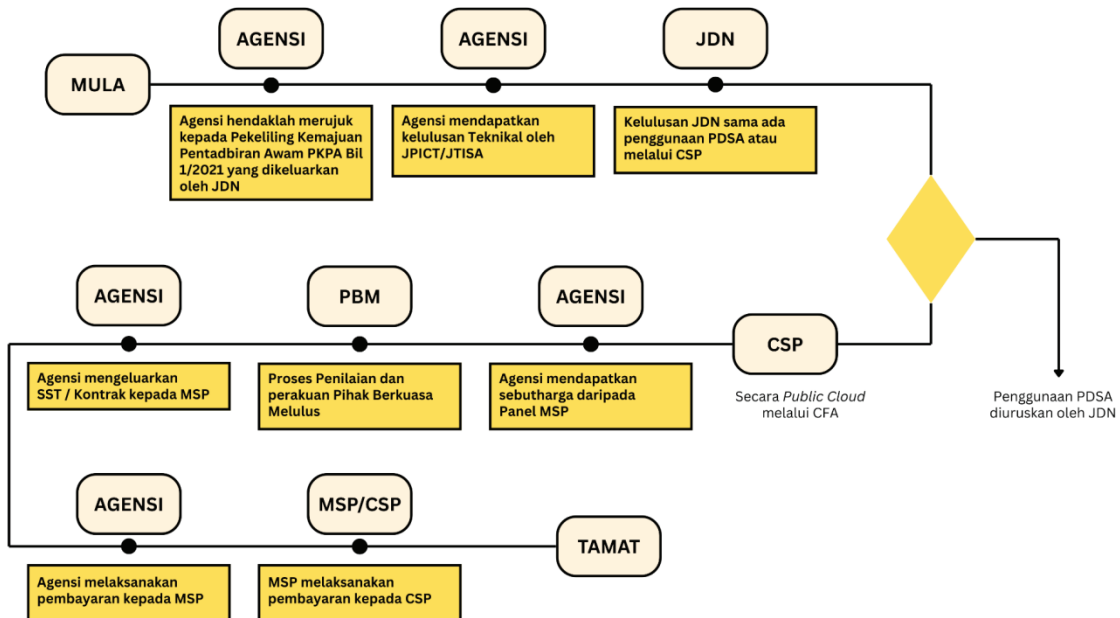 MULA
AGENSI
Agensi hendaklah merujuk
kepada Pekeliling Kemajuan
Pentadbiran Awam PKPA Bil
1/2021 yang dikeluarkan
oleh JDN
AGENSI
Agensi mendapatkan
kelulusan Teknikal oleh
JPICT/JTISA
JDN
Kelulusan JDN sama ada
penggunaan PDSA atau
melalui CSP
Penggunaan PDSA
diuruskan oleh JDN
CSP
Secara Public Cloud
melalui CFA
AGENSI
Agensi mendapatkan
sebutharga daripada
Panel MSP
PBM
Proses Penilaian dan
perakuan Pihak Berkuasa
Melulus
AGENSI
Agensi mengeluarkan
SST / Kontrak kepada MSP
AGENSI
Agensi melaksanakan
pembayaran kepada MSP
MSP/CSP
MSP melaksanakan
pembayaran kepada CSP
TAMAT